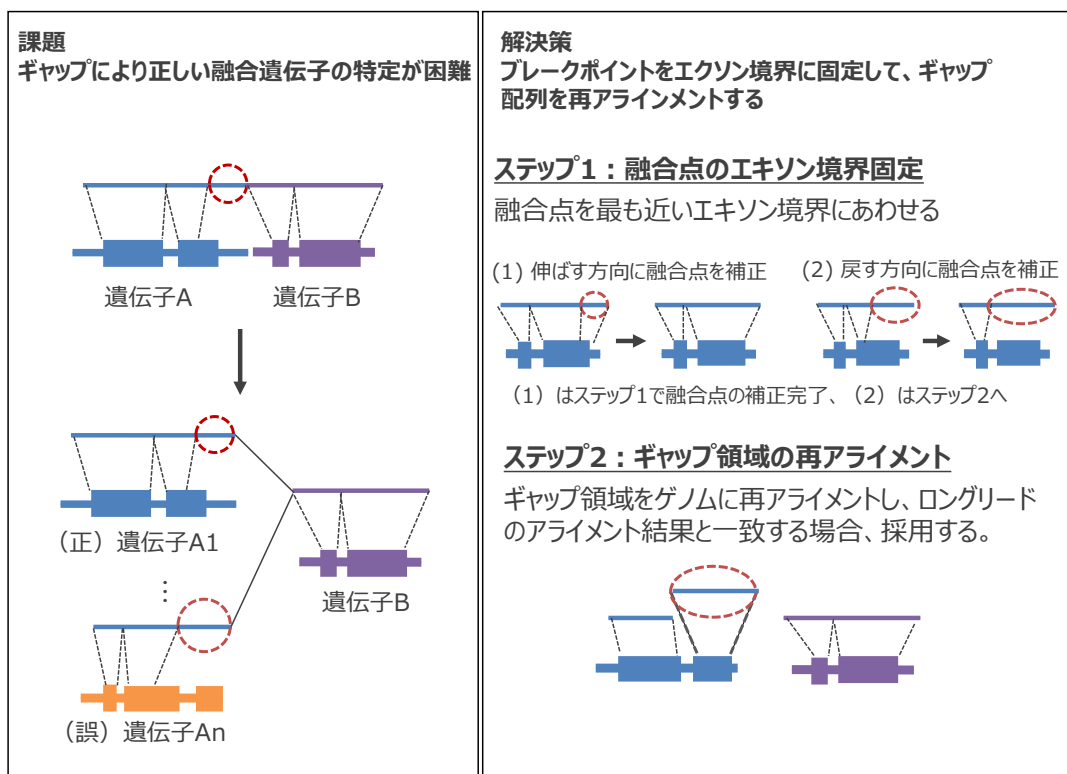 課題
ギャップにより正しい融合遺伝子の特定が困難
遺伝子A
遺伝子B
（正）遺伝子A1
⋮
遺伝子B
（誤）遺伝子An
解決策
ブレークポイントをエクソン境界に固定して、ギャップ
配列を再アラインメントする
ステップ1：融合点のエキソン境界固定
融合点を最も近いエキソン境界にあわせる
(1) 伸ばす方向に融合点を補正
(2) 戻す方向に融合点を補正
（1）はステップ1で融合点の補正完了、（2）はステップ2へ
ステップ2：ギャップ領域の再アライメント
ギャップ領域をゲノムに再アライメントし、ロングリード
のアライメント結果と一致する場合、採用する。